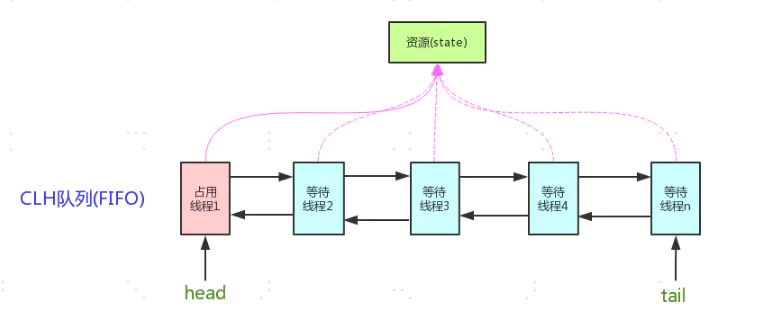 资源(state)
CLH队列(FIFO)
占用
线程1
等待
线程2
等待
线程3
等待
线程4
等待
线程n
head
tail